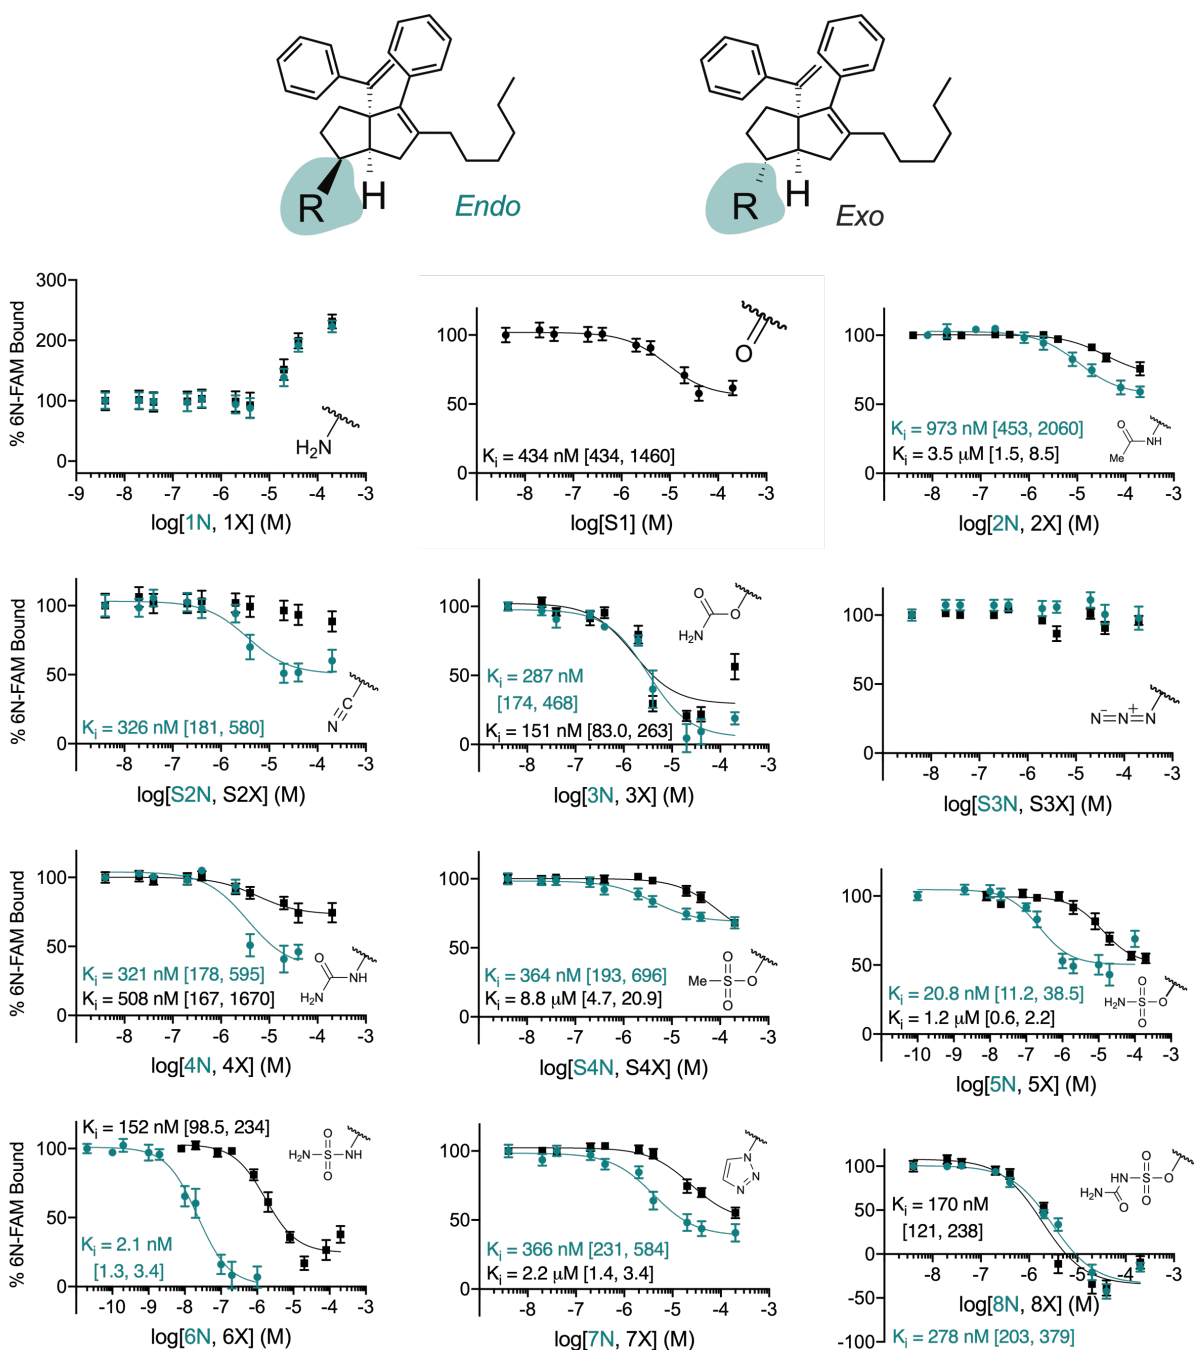 R
H
Endo
R
H
Exo
% 6N-FAM Bound
300
200
100
0
H₂N
-9 -8 -7 -6 -5 -4 -3
log[1N, 1X] (M)
100
50
0
O
Kᵢ = 434 nM [434, 1460]
-8 -7 -6 -5 -4 -3
log[S1] (M)
100
50
0
Kᵢ = 973 nM [453, 2060]
Kᵢ = 3.5 μM [1.5, 8.5]
O
NH
Me
-8 -7 -6 -5 -4 -3
log[2N, 2X] (M)
% 6N-FAM Bound
100
50
0
Kᵢ = 326 nM [181, 580]
C
N
-8 -7 -6 -5 -4 -3
log[S2N, S2X] (M)
100
50
0
O
H₂N
O
Kᵢ = 287 nM
[174, 468]
Kᵢ = 151 nM [83.0, 263]
-8 -7 -6 -5 -4 -3
log[3N, 3X] (M)
100
50
0
N⁻=N⁺=N
-8 -7 -6 -5 -4 -3
log[S3N, S3X] (M)
% 6N-FAM Bound
100
50
0
Kᵢ = 321 nM [178, 595]
Kᵢ = 508 nM [167, 1670]
O
NH
H₂N
-8 -7 -6 -5 -4 -3
log[4N, 4X] (M)
100
50
0
Kᵢ = 364 nM [193, 696]
Kᵢ = 8.8 μM [4.7, 20.9]
O
Me S O
O
-8 -7 -6 -5 -4 -3
log[S4N, S4X] (M)
100
50
0
Kᵢ = 20.8 nM [11.2, 38.5]
Kᵢ = 1.2 μM [0.6, 2.2]
O
H₂N S O
O
-10 -9 -8 -7 -6 -5 -4 -3
log[5N, 5X] (M)
% 6N-FAM Bound
Kᵢ = 152 nM [98.5, 234]
100
50
0
O
H₂N S NH
O
Kᵢ = 2.1 nM
[1.3, 3.4]
-10 -9 -8 -7 -6 -5 -4 -3
log[6N, 6X] (M)
100
50
0
N
N
N
Kᵢ = 366 nM [231, 584]
Kᵢ = 2.2 μM [1.4, 3.4]
-8 -7 -6 -5 -4 -3
log[7N, 7X] (M)
100
50
0
-50
-100
O
HN S O
O
H₂N
O
Kᵢ = 170 nM
[121, 238]
-8 -7 -6 -5 -4 -3
log[8N, 8X] (M)
Kᵢ = 278 nM [203, 379]